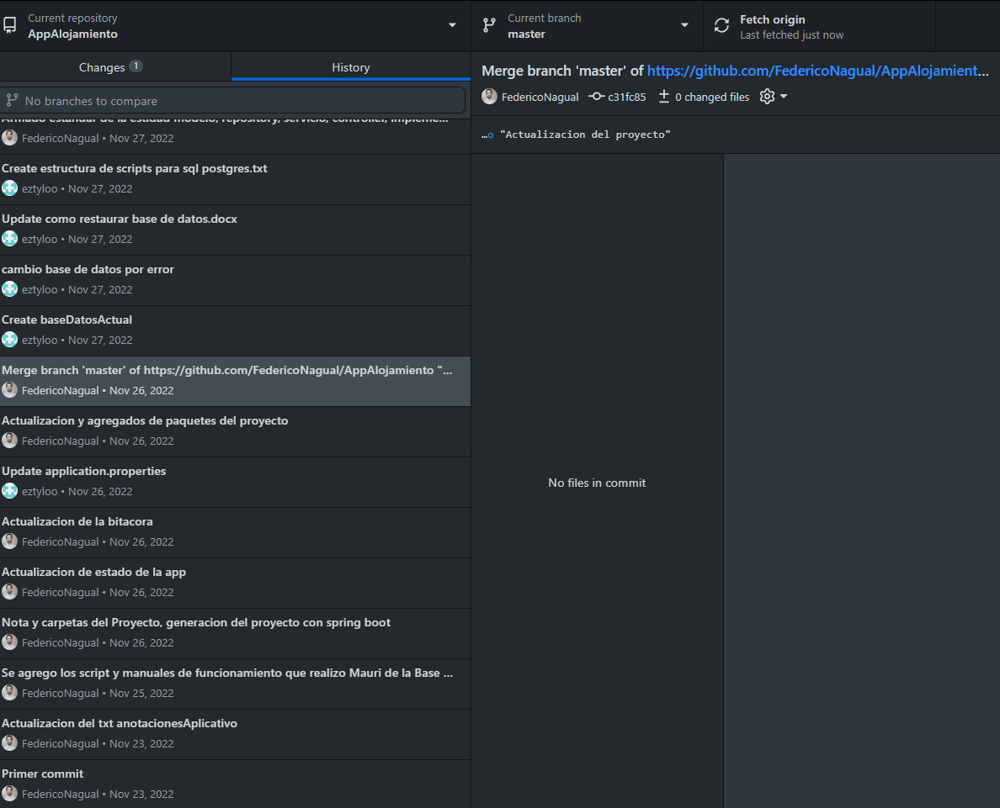 Current repository
AppAlojamiento
Current branch
master
Fetch origin
Last fetched just now
Changes 1
History
No branches to compare
Armado estandar de la estidad modelo, repository, servicio, controller, impleme...
FedericoNagual • Nov 27, 2022
Create estructura de scripts para sql postgres.txt
eztyloo • Nov 27, 2022
Update como restaurar base de datos.docx
eztyloo • Nov 27, 2022
cambio base de datos por error
eztyloo • Nov 27, 2022
Create baseDatosActual
eztyloo • Nov 27, 2022
Merge branch 'master' of https://github.com/FedericoNagual/AppAlojamiento "...
FedericoNagual • Nov 26, 2022
Actualizacion y agregados de paquetes del proyecto
FedericoNagual • Nov 26, 2022
Update application.properties
eztyloo • Nov 26, 2022
Actualizacion de la bitacora
FedericoNagual • Nov 26, 2022
Actualizacion de estado de la app
FedericoNagual • Nov 26, 2022
Nota y carpetas del Proyecto, generacion del proyecto con spring boot
FedericoNagual • Nov 26, 2022
Se agrego los script y manuales de funcionamiento que realizo Mauri de la Base ...
FedericoNagual • Nov 25, 2022
Actualizacion del txt anotacionesAplicativo
FedericoNagual • Nov 23, 2022
Primer commit
FedericoNagual • Nov 23, 2022
Merge branch 'master' of https://github.com/FedericoNagual/AppAlojamient...
FedericoNagual c31fc85 0 changed files
…o "Actualizacion del proyecto"
No files in commit